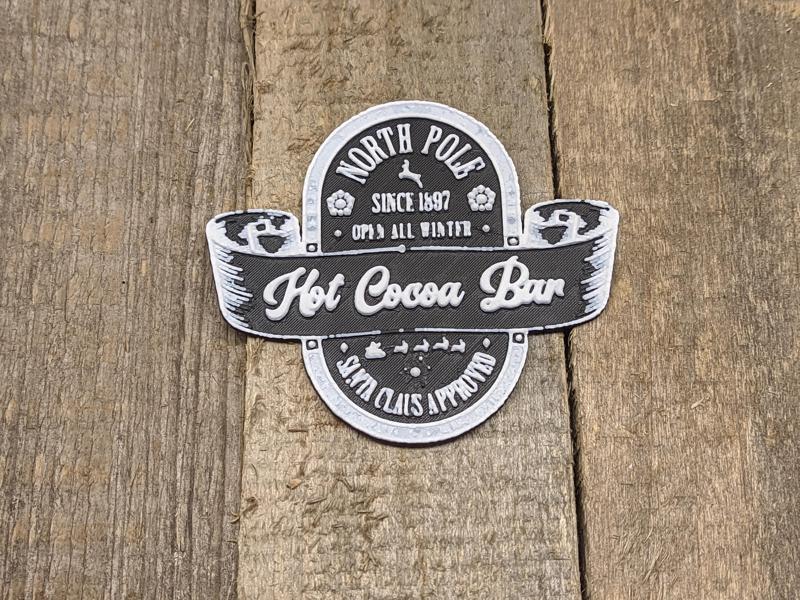 NORTH POLE
SINCE 1897
OPEN ALL WINTER
Hot Cocoa Bar
SANTA CLAUS APPROVED